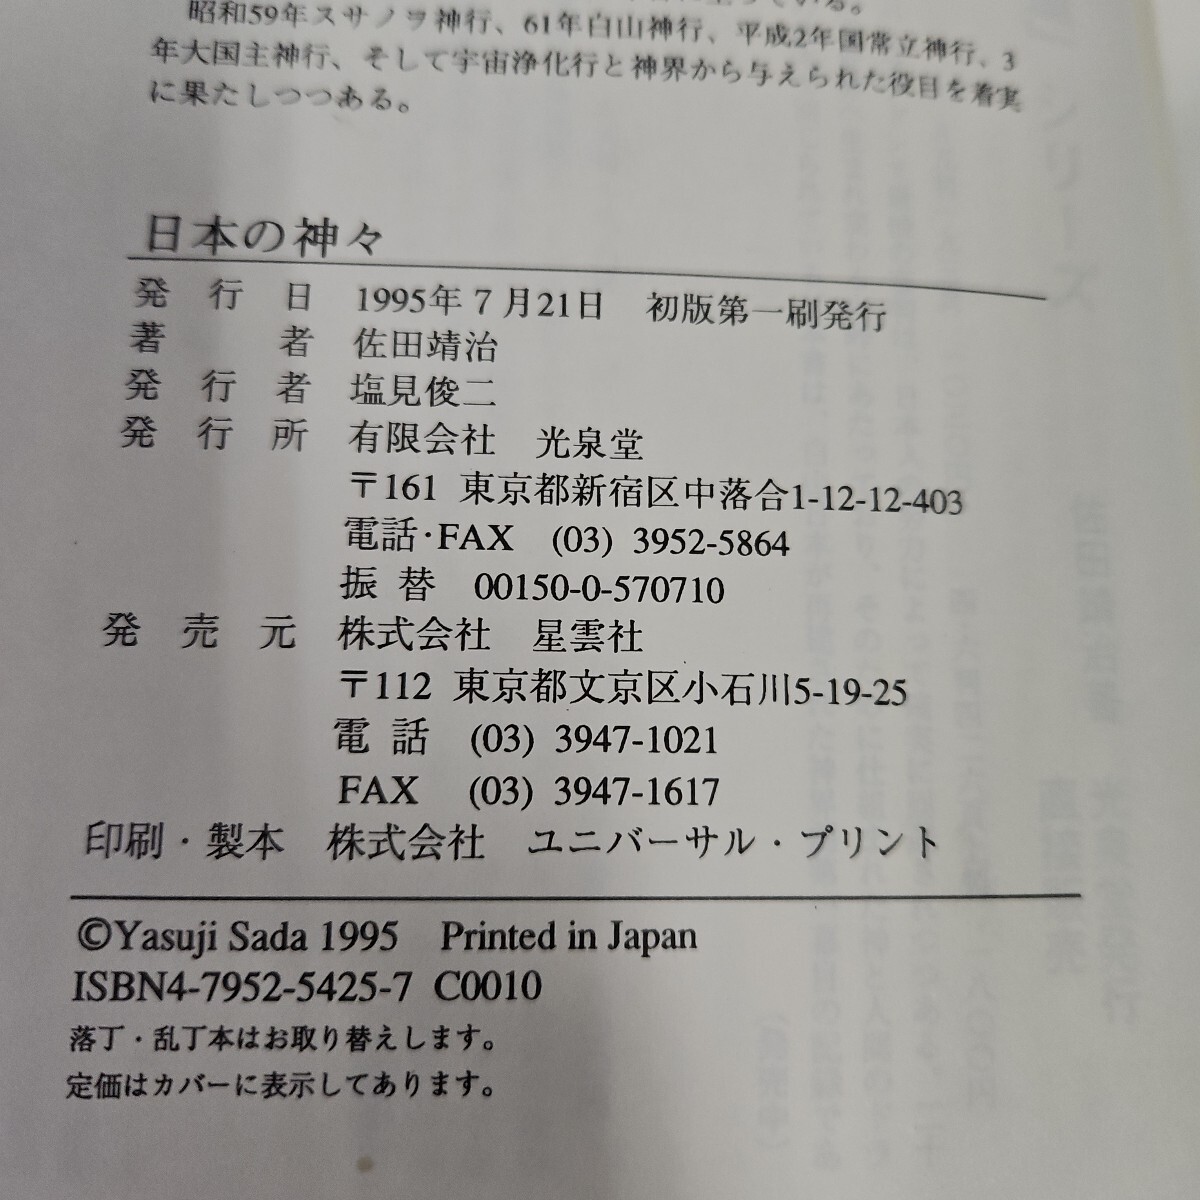 昭和59年スサノヲ神行、61年白山神行、平成2年国常立神行、3
年大国主神行、そして宇宙浄化行と神界から与えられた役目を着実
に果たしつつある。
日本の神々
発行日 1995年7月21日 初版第一刷発行
著者 佐田靖治
発行者 塩見俊二
発行所 有限会社 光泉堂
〒161 東京都新宿区中落合1-12-12-403
電話・FAX (03) 3952-5864
振替 00150-0-570710
発売元 株式会社 星雲社
〒112 東京都文京区小石川5-19-25
電話 (03) 3947-1021
FAX (03) 3947-1617
印刷・製本 株式会社 ユニバーサル・プリント
©Yasuji Sada 1995 Printed in Japan
ISBN4-7952-5425-7 C0010
落丁・乱丁本はお取り替えします。
定価はカバーに表示してあります。